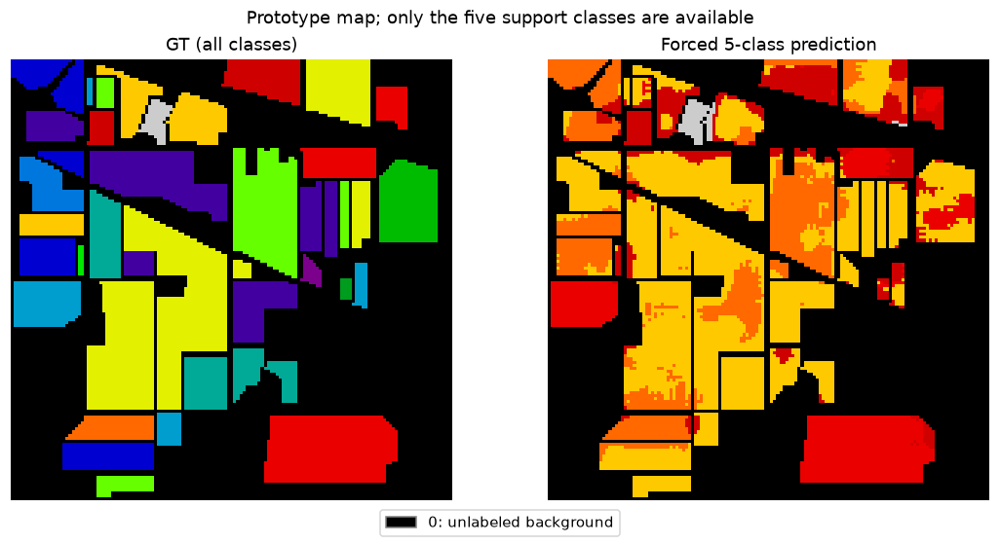 Prototype map; only the five support classes are available
GT (all classes)
Forced 5-class prediction
0: unlabeled background